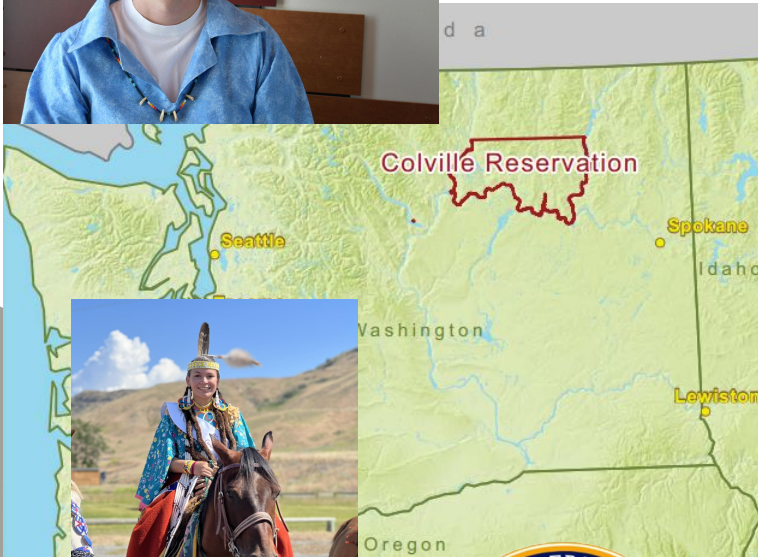 d a
Colville Reservation
Seattle
Spokane
Idaho
Washington
Lewiston
Oregon